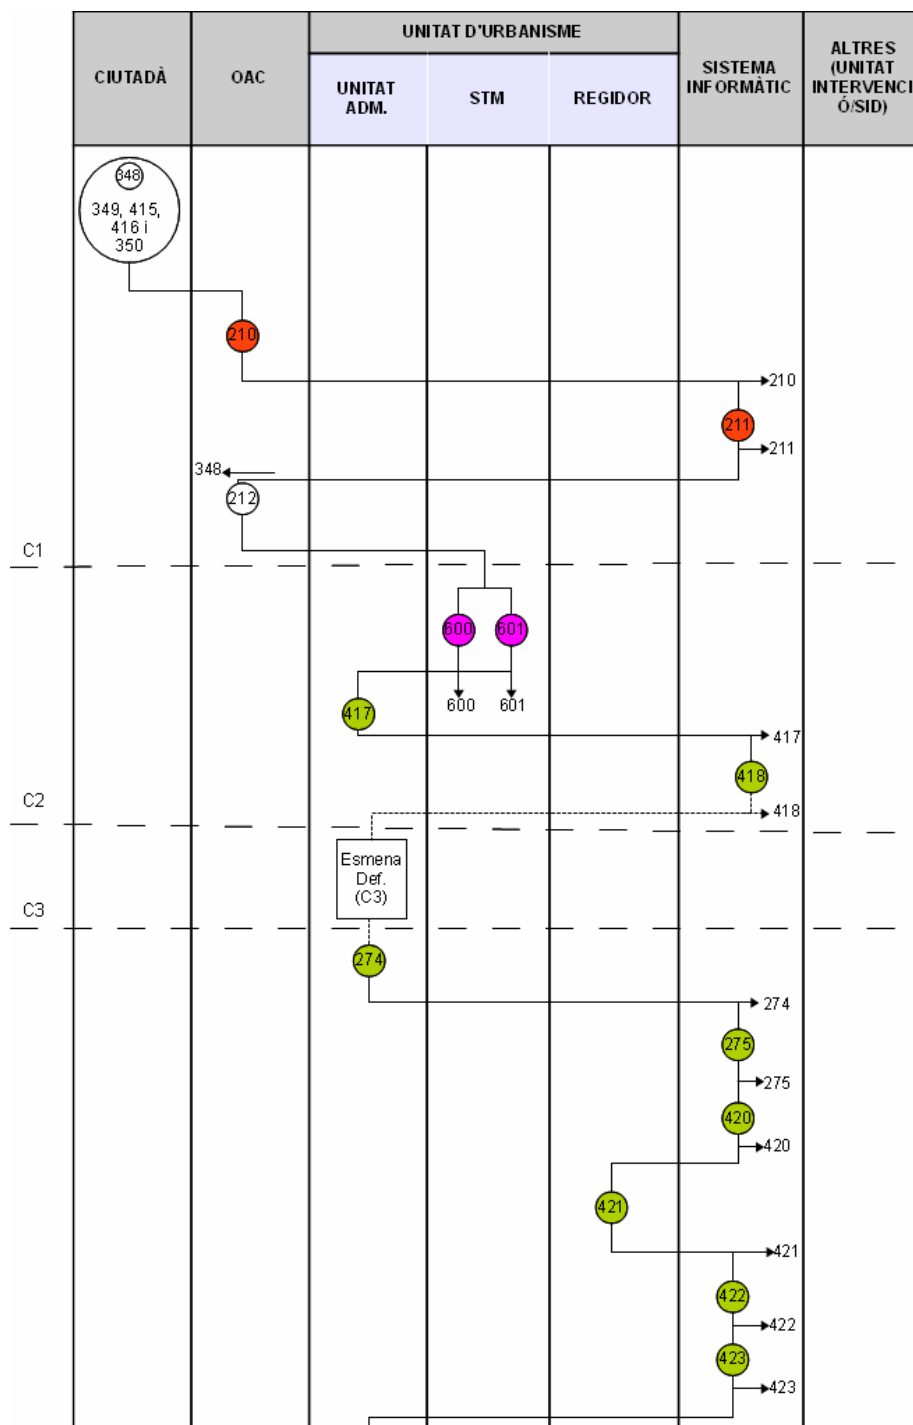 UNITAT D'URBANISME
CIUTADÀ
OAC
UNITAT
ADM.
STM
REGIDOR
SISTEMA
INFORMÀTIC
ALTRES
(UNITAT
INTERVENCI
Ó/SID)
348
349, 415,
416 i
350
210
210
211
211
348
212
C1
600
601
600
601
417
417
418
418
C2
Esmena
Def.
(C3)
C3
274
274
275
275
420
420
421
421
422
422
423
423